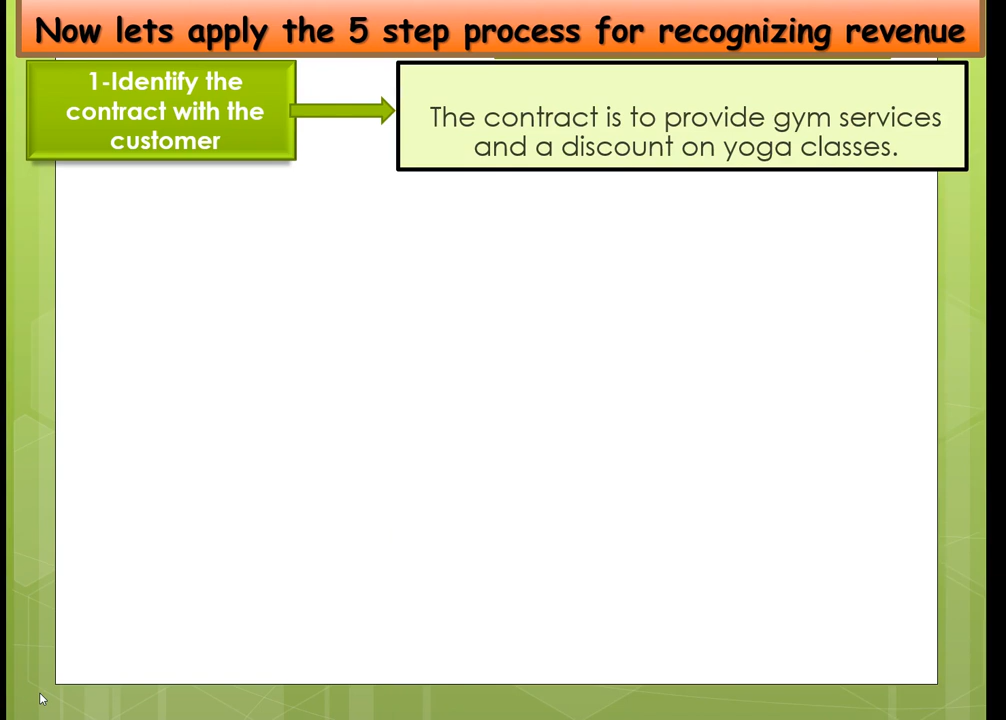 Now lets apply the 5 step process for recognizing revenue
1-Identify the
contract with the
customer
The contract is to provide gym services
and a discount on yoga classes.